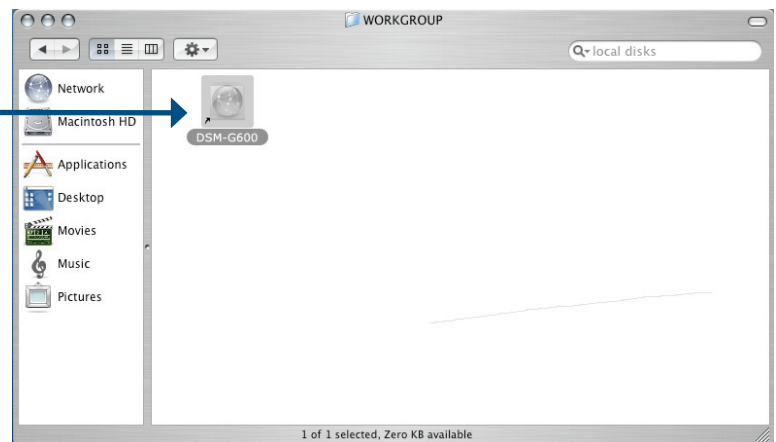 WORKGROUP
local disks
Network
Macintosh HD
DSM-G600
Applications
Desktop
Movies
Music
Pictures
1 of 1 selected, Zero KB available